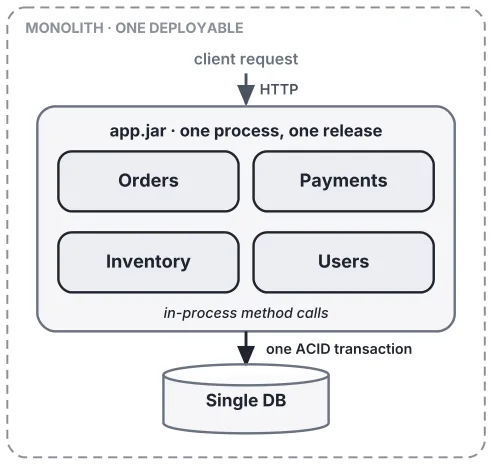 MONOLITH · ONE DEPLOYABLE
client request
HTTP
app.jar · one process, one release
Orders
Payments
Inventory
Users
in-process method calls
one ACID transaction
Single DB